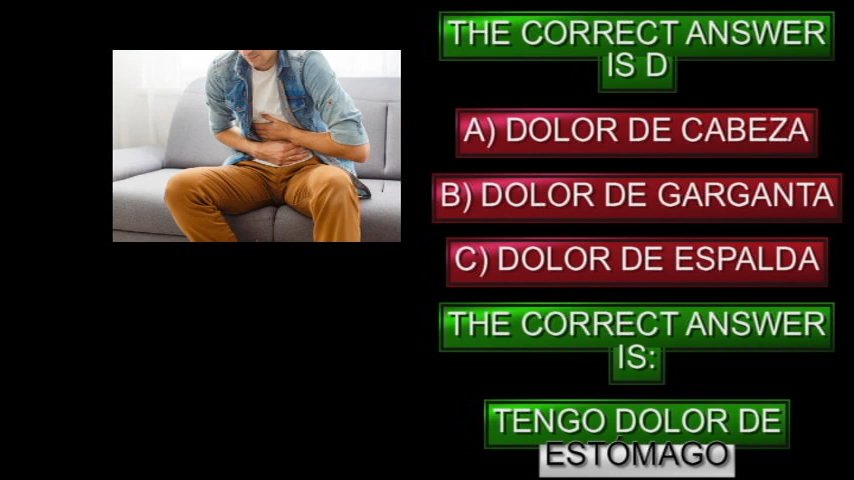 THE CORRECT ANSWER
IS D
A) DOLOR DE CABEZA
B) DOLOR DE GARGANTA
C) DOLOR DE ESPALDA
THE CORRECT ANSWER
IS:
TENGO DOLOR DE
ESTÓMAGO